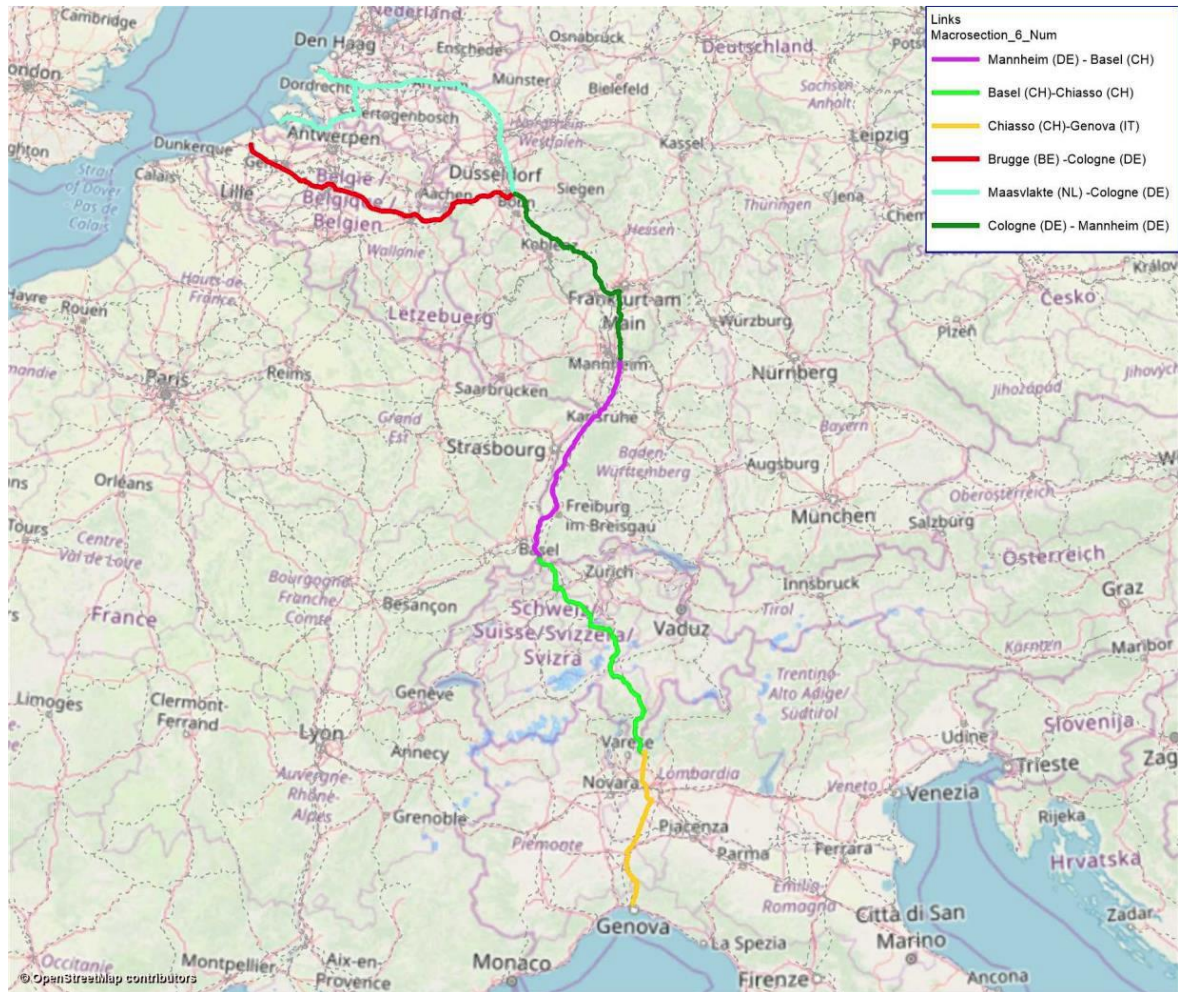 Links
Macrosection_6_Num
Mannheim (DE) - Basel (CH)
Basel (CH)-Chiasso (CH)
Chiasso (CH)-Genova (IT)
Brugge (BE) -Cologne (DE)
Maasvlakte (NL) -Cologne (DE)
Cologne (DE) - Mannheim (DE)
Nederland
Den Haag
Enschede
Osnabrück
Deutschland
London
Dordrecht
Münster
Bielefeld
Sachsen-
Anhalt
Antwerpen
Dunkerque
Calais
Strait
of Dover
- Pas de
Calais
Lille
België /
Belgique /
Belgien
Düsseldorf
Westfalen
Kassel
Leipzig
Aachen
Bonn
Siegen
Thüringen
Jena
Wallonie
Koblenz
Hessen
Hauts-de-
France
Rouen
Letzebuerg
Frankfurt am
Main
Würzburg
Česko
Plzeň
Paris
Reims
Saarbrücken
Mannheim
Nürnberg
Jihozápad
Grand
Est
Karlsruhe
Bayern
Strasbourg
Baden-
Württemberg
Augsburg
Orléans
Tours
Centre-
Val de Loire
Freiburg
im Breisgau
München
Salzburg
Oberösterreich
Österreich
Basel
Zürich
Innsbruck
Bourgogne
Franche-
Comté
Besançon
Schweiz/
Suisse/Svizzera/
Svizra
Vaduz
Tirol
Graz
France
Kärnten
Maribor
Limoges
Clermont-
Ferrand
Genève
Annecy
Trentino-
Alto Adige/
Südtirol
Slovenija
Lyon
Varese
Udine
Trieste
Zag
Auvergne-
Rhône-
Alpes
Novara
Lombardia
Veneto
Venezia
Grenoble
Piemonte
Piacenza
Parma
Ferrara
Rijeka
Hrvatska
Emilia-
Romagna
Genova
La Spezia
Città di San
Marino
Zadar
Occitanie
Montpellier
Aix-en-
Provence
Monaco
Firenze
Ancona
© OpenStreetMap contributors